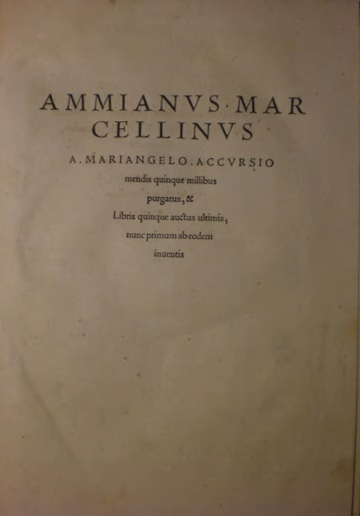 AMMIANVS · MAR
CELLINVS
A. MARIANGELO. ACCVRSIO
mendis quinque millibus
purgatus, &
Libris quinque auctus ultimis,
nunc primum ab eodem
inuentis